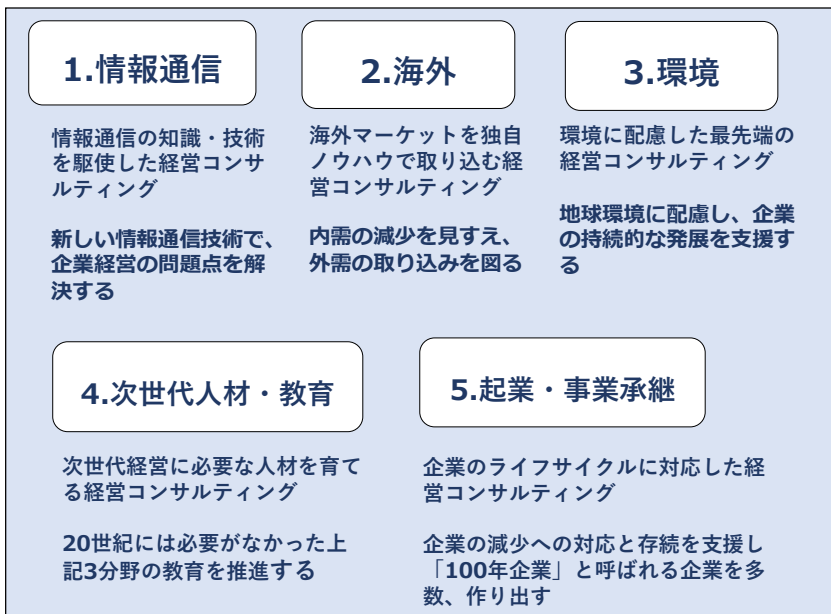 1.情報通信
情報通信の知識・技術
を駆使した経営コンサ
ルティング
新しい情報通信技術で、
企業経営の問題点を解
決する
2.海外
海外マーケットを独自
ノウハウで取り込む経
営コンサルティング
内需の減少を見すえ、
外需の取り込みを図る
3.環境
環境に配慮した最先端の
経営コンサルティング
地球環境に配慮し、企業
の持続的な発展を支援す
る
4.次世代人材・教育
次世代経営に必要な人材を育て
る経営コンサルティング
20世紀には必要がなかった上
記3分野の教育を推進する
5.起業・事業承継
企業のライフサイクルに対応した経
営コンサルティング
企業の減少への対応と存続を支援し
「100年企業」と呼ばれる企業を多
数、作り出す